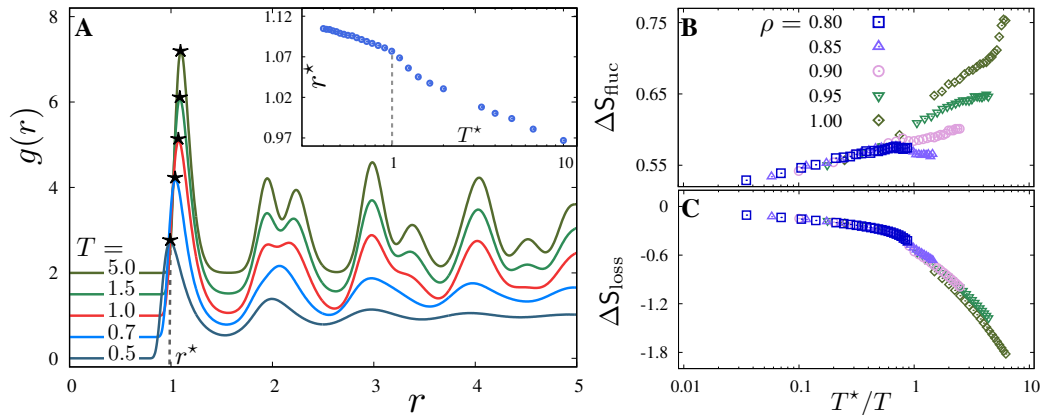 A
g(r)
8
6
4
2
0
T =
5.0
1.5
1.0
0.7
0.5
r⋆
0 1 2 3 4 5
r
r⋆
1.12
1.07
1.02
0.97
T⋆
1 10
B
ρ = 0.80
0.85
0.90
0.95
1.00
ΔS_fluc
0.75
0.65
0.55
C
ΔS_loss
-0
-0.6
-1.2
-1.8
0.01 0.1 1 10
T⋆/T